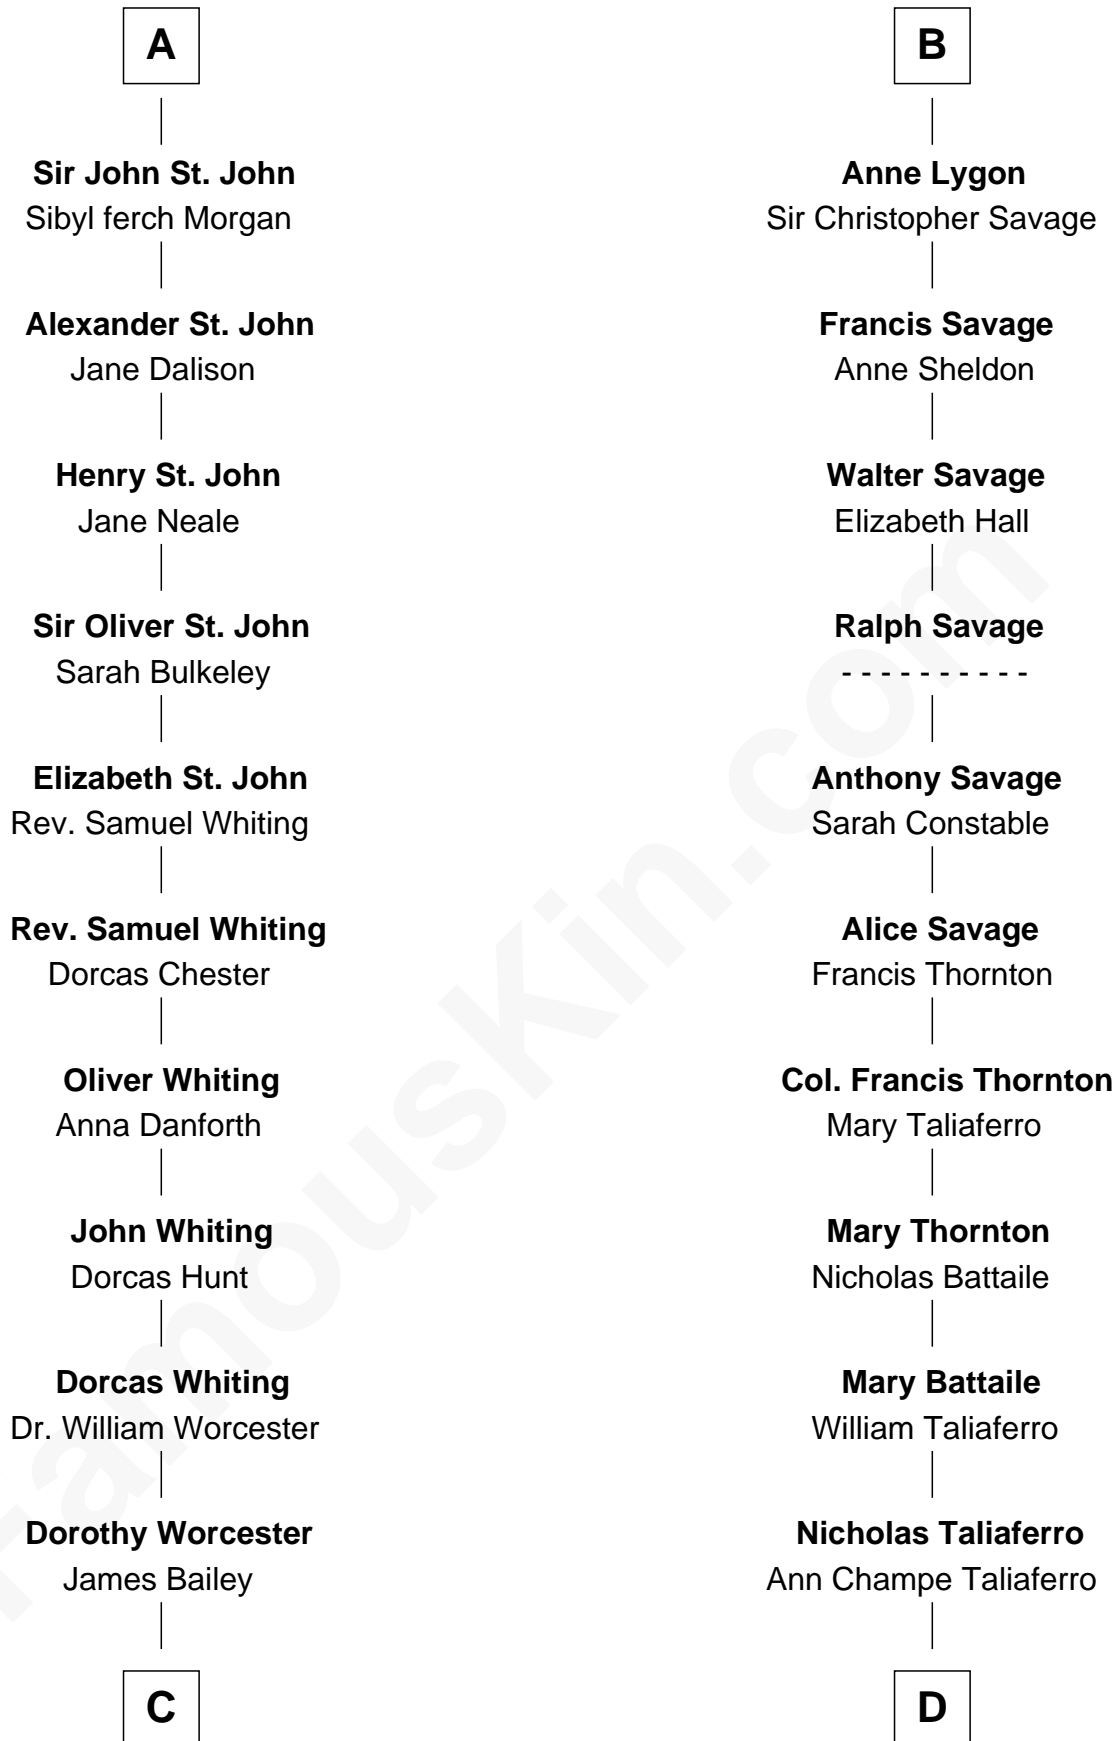 A
Sir John St. John
Sibyl ferch Morgan
Alexander St. John
Jane Dalison
Henry St. John
Jane Neale
Sir Oliver St. John
Sarah Bulkeley
Elizabeth St. John
Rev. Samuel Whiting
Rev. Samuel Whiting
Dorcas Chester
Oliver Whiting
Anna Danforth
John Whiting
Dorcas Hunt
Dorcas Whiting
Dr. William Worcester
Dorothy Worcester
James Bailey
C
B
Anne Lygon
Sir Christopher Savage
Francis Savage
Anne Sheldon
Walter Savage
Elizabeth Hall
Ralph Savage
- - - - - - - - - -
Anthony Savage
Sarah Constable
Alice Savage
Francis Thornton
Col. Francis Thornton
Mary Taliaferro
Mary Thornton
Nicholas Battaile
Mary Battaile
William Taliaferro
Nicholas Taliaferro
Ann Champe Taliaferro
D
FamousKin.com